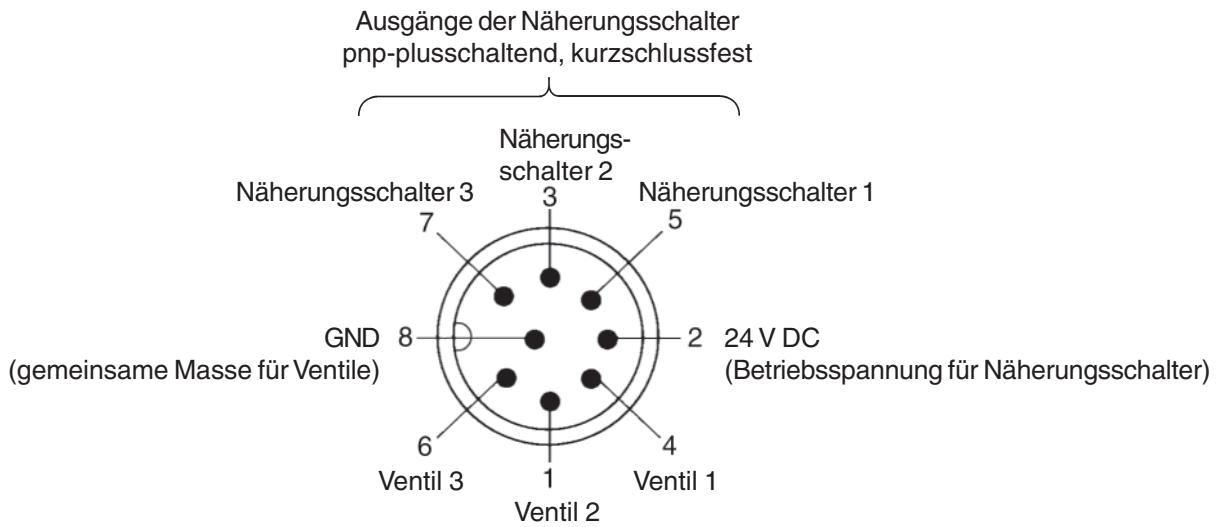 Ausgänge der Näherungsschalter
pnp-plusschaltend, kurzschlussfest
Näherungs-
schalter 2
Näherungsschalter 3
3
Näherungsschalter 1
7
5
GND 8
2 24 V DC
(gemeinsame Masse für Ventile)
(Betriebsspannung für Näherungsschalter)
6
4
Ventil 3
1
Ventil 1
Ventil 2